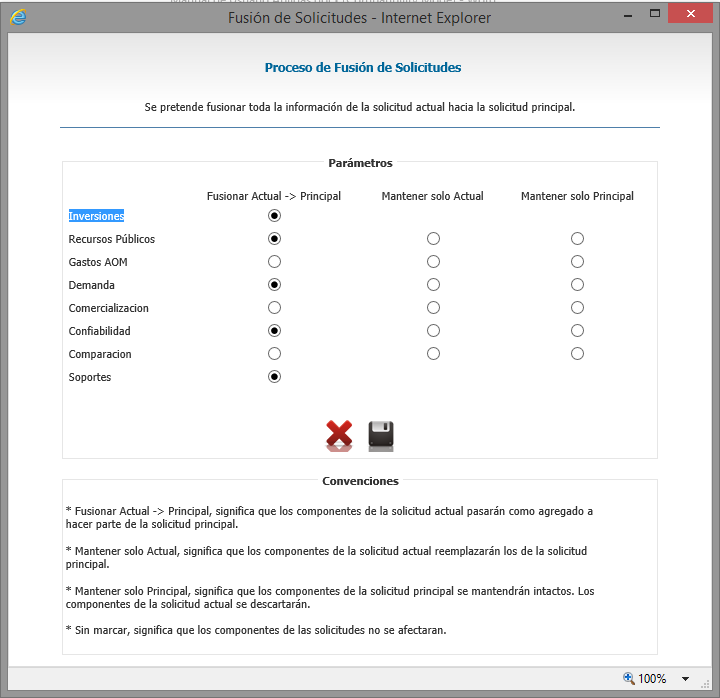 Fusión de Solicitudes - Internet Explorer
Proceso de Fusión de Solicitudes
Se pretende fusionar toda la información de la solicitud actual hacia la solicitud principal.
Parámetros
Fusionar Actual -> Principal Mantener solo Actual Mantener solo Principal
Inversiones
Recursos Públicos
Gastos AOM
Demanda
Comercializacion
Confiabilidad
Comparacion
Soportes
Convenciones
* Fusionar Actual -> Principal, significa que los componentes de la solicitud actual pasarán como agregado a
hacer parte de la solicitud principal.
* Mantener solo Actual, significa que los componentes de la solicitud actual reemplazarán los de la solicitud
principal.
* Mantener solo Principal, significa que los componentes de la solicitud principal se mantendrán intactos. Los
componentes de la solicitud actual se descartarán.
* Sin marcar, significa que los componentes de las solicitudes no se afectaran.
100%